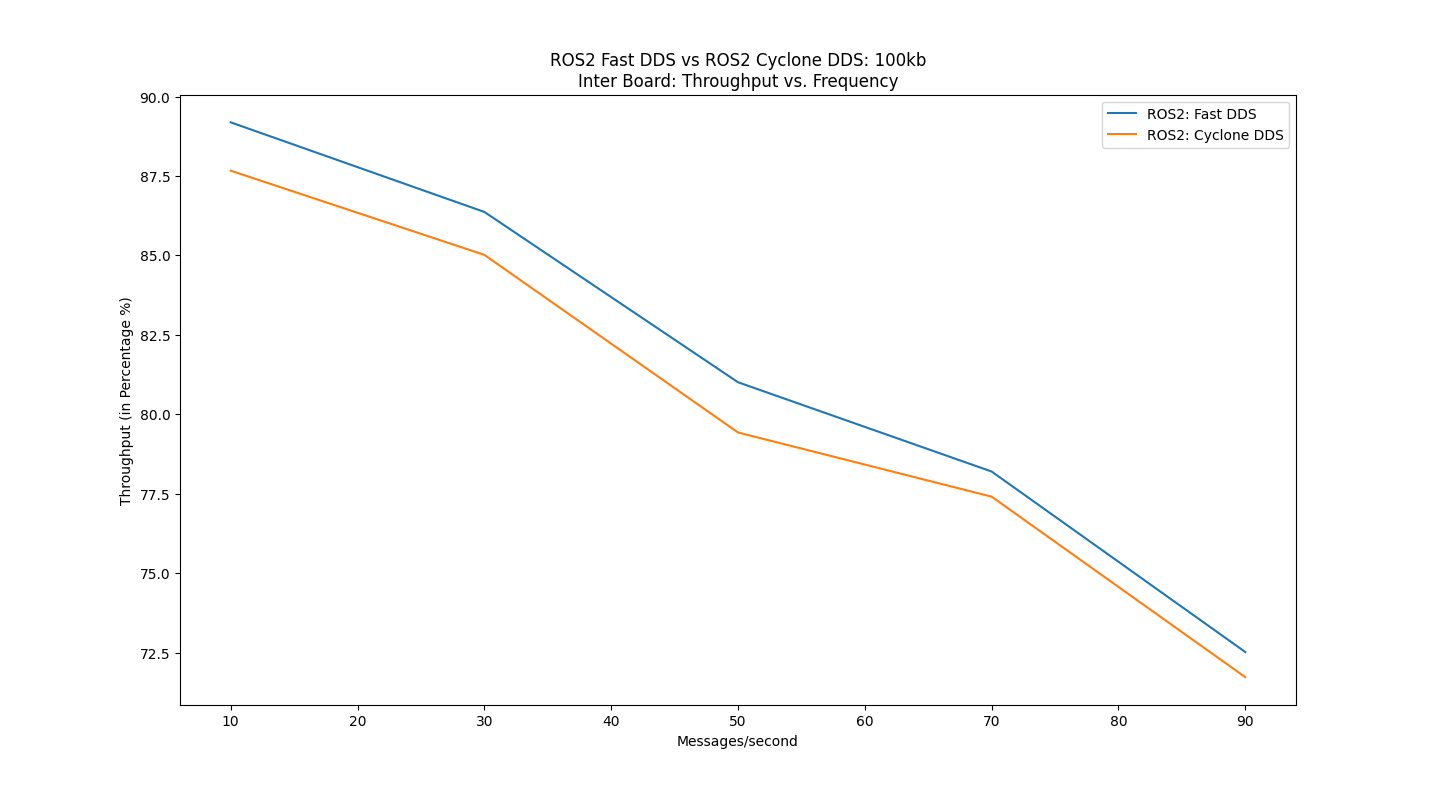 ROS2 Fast DDS vs ROS2 Cyclone DDS: 100kb
Inter Board: Throughput vs. Frequency
ROS2: Fast DDS
ROS2: Cyclone DDS
Throughput (in Percentage %)
90.0
87.5
85.0
82.5
80.0
77.5
75.0
72.5
10 20 30 40 50 60 70 80 90
Messages/second